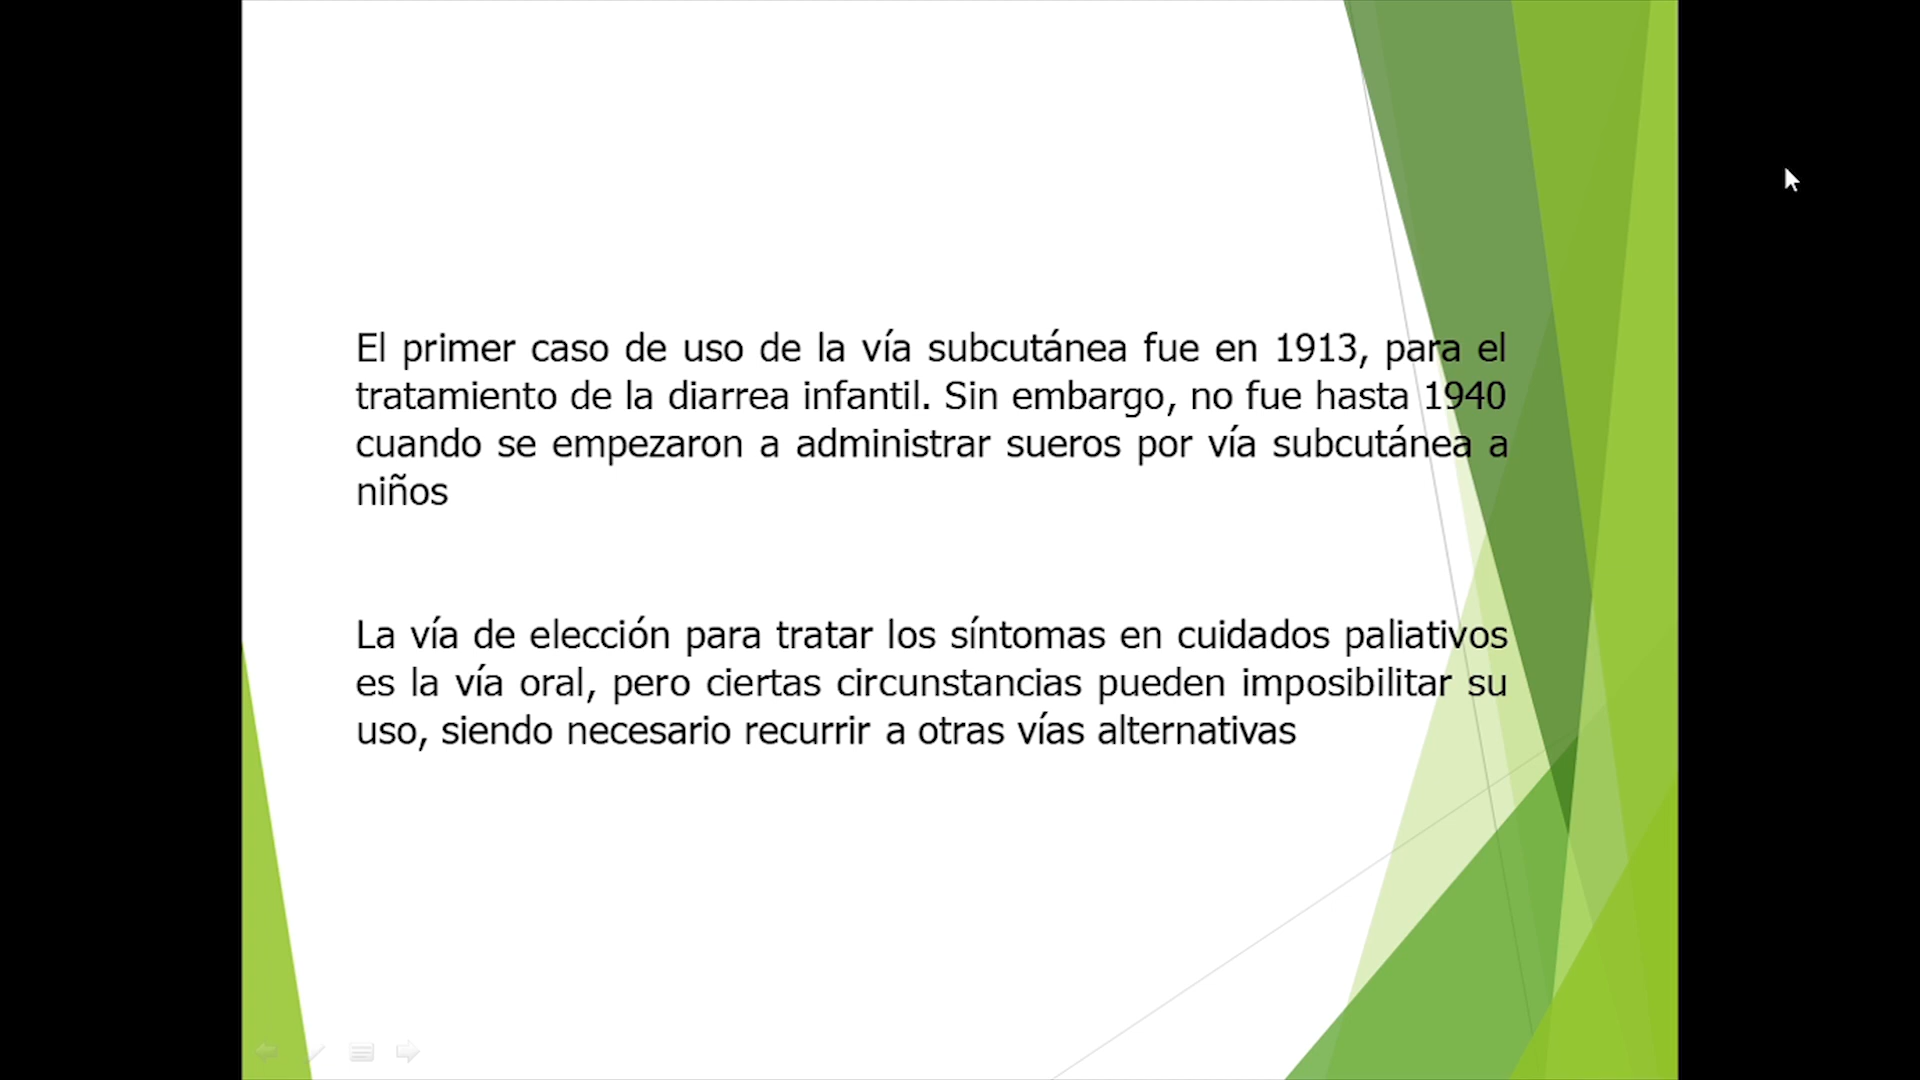 El primer caso de uso de la vía subcutánea fue en 1913, para el
tratamiento de la diarrea infantil. Sin embargo, no fue hasta 1940
cuando se empezaron a administrar sueros por vía subcutánea a
niños
La vía de elección para tratar los síntomas en cuidados paliativos
es la vía oral, pero ciertas circunstancias pueden imposibilitar su
uso, siendo necesario recurrir a otras vías alternativas